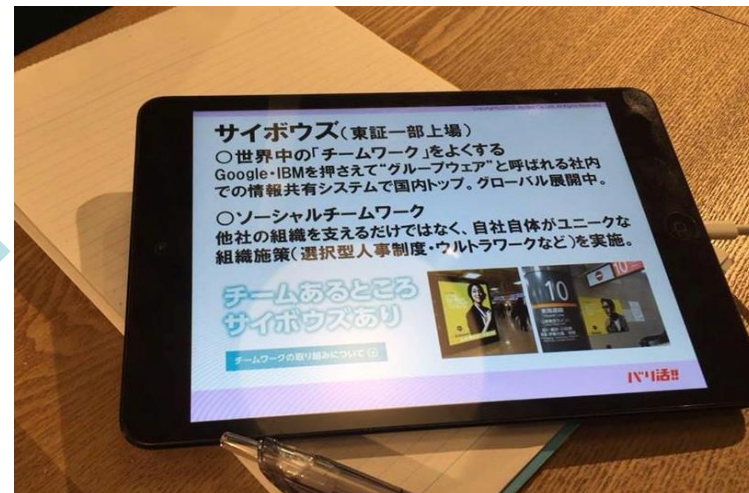 サイボウズ（東証一部上場）
○世界中の「チームワーク」をよくする
Google・IBMを押さえて“グループウェア”と呼ばれる社内
での情報共有システムで国内トップ。グローバル展開中。
○ソーシャルチームワーク
他社の組織を支えるだけではなく、自社自体がユニークな
組織施策（選択型人事制度・ウルトラワークなど）を実施。
チームあるところ
サイボウズあり
チームワークの取り組みについて
10
東海道線
10
バリ活!!